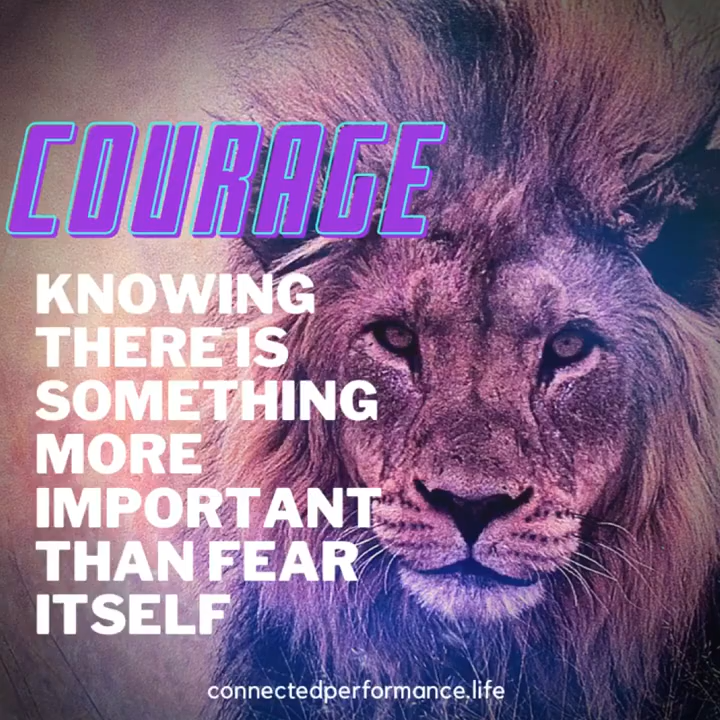 COURAGE
KNOWING
THERE IS
SOMETHING
MORE
IMPORTANT
THAN FEAR
ITSELF
connectedperformance.life